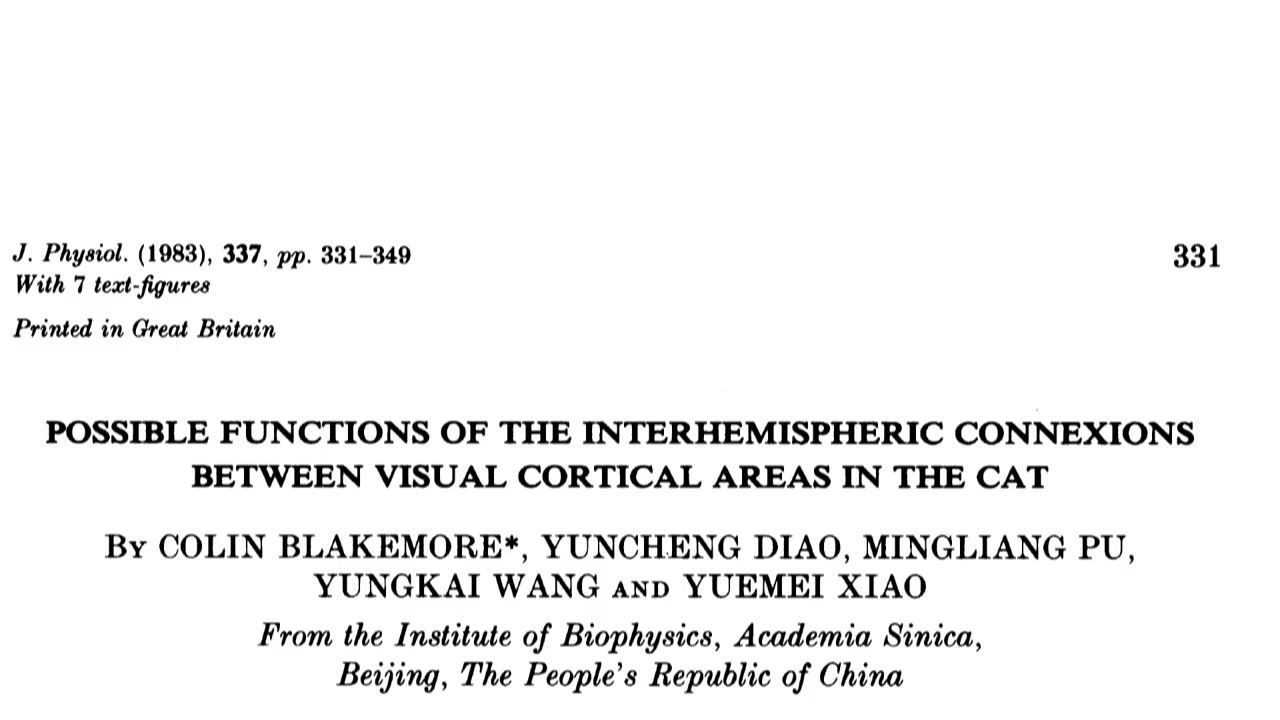 J. Physiol. (1983), 337, pp. 331–349
331
With 7 text-figures
Printed in Great Britain
POSSIBLE FUNCTIONS OF THE INTERHEMISPHERIC CONNEXIONS
BETWEEN VISUAL CORTICAL AREAS IN THE CAT
By COLIN BLAKEMORE*, YUNCHENG DIAO, MINGLIANG PU,
YUNGKAI WANG AND YUEMEI XIAO
From the Institute of Biophysics, Academia Sinica,
Beijing, The People's Republic of China